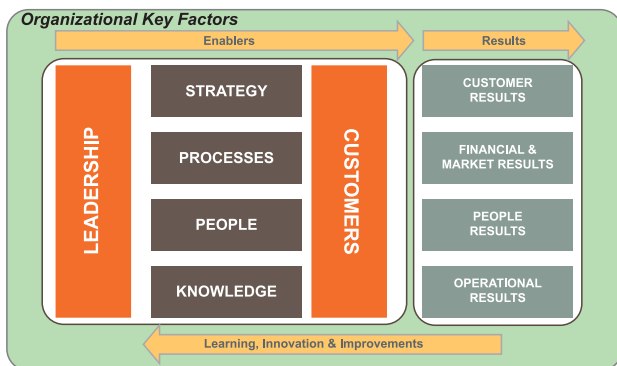 Organizational Key Factors
Enablers
Results
LEADERSHIP
STRATEGY
PROCESSES
PEOPLE
KNOWLEDGE
CUSTOMERS
CUSTOMER
RESULTS
FINANCIAL &
MARKET RESULTS
PEOPLE
RESULTS
OPERATIONAL
RESULTS
Learning, Innovation & Improvements